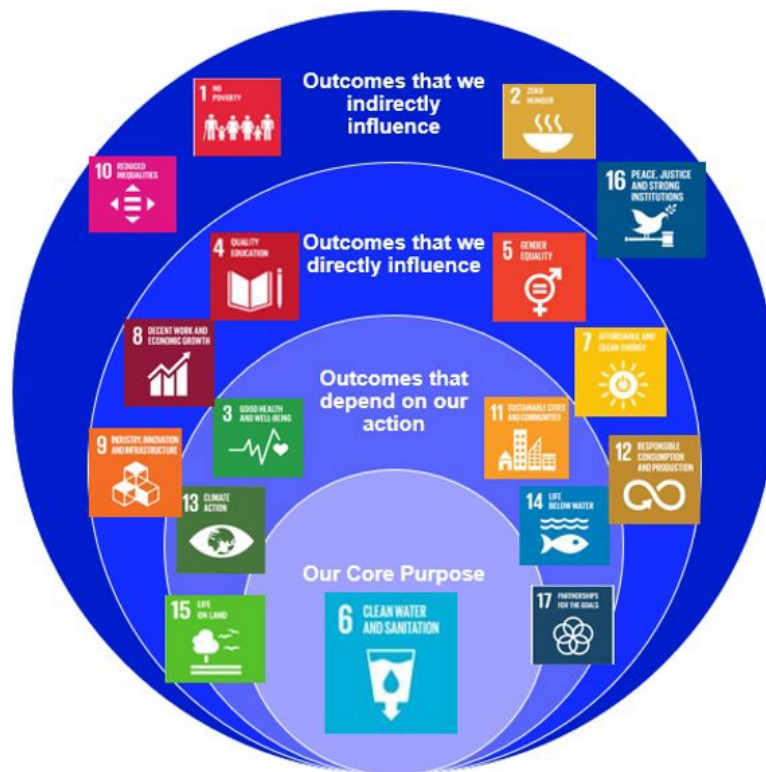 Outcomes that we
indirectly
influence
1 NO
POVERTY
2 ZERO
HUNGER
10 REDUCED
INEQUALITIES
16 PEACE, JUSTICE
AND STRONG
INSTITUTIONS
Outcomes that we
directly influence
4 QUALITY
EDUCATION
5 GENDER
EQUALITY
8 DECENT WORK AND
ECONOMIC GROWTH
7 AFFORDABLE AND
CLEAN ENERGY
9 INDUSTRY, INNOVATION
AND INFRASTRUCTURE
12 RESPONSIBLE
CONSUMPTION
AND PRODUCTION
Outcomes that
depend on our
action
3 GOOD HEALTH
AND WELL-BEING
11 SUSTAINABLE CITIES
AND COMMUNITIES
13 CLIMATE
ACTION
14 LIFE
BELOW WATER
15 LIFE
ON LAND
17 PARTNERSHIPS
FOR THE GOALS
Our Core Purpose
6 CLEAN WATER
AND SANITATION